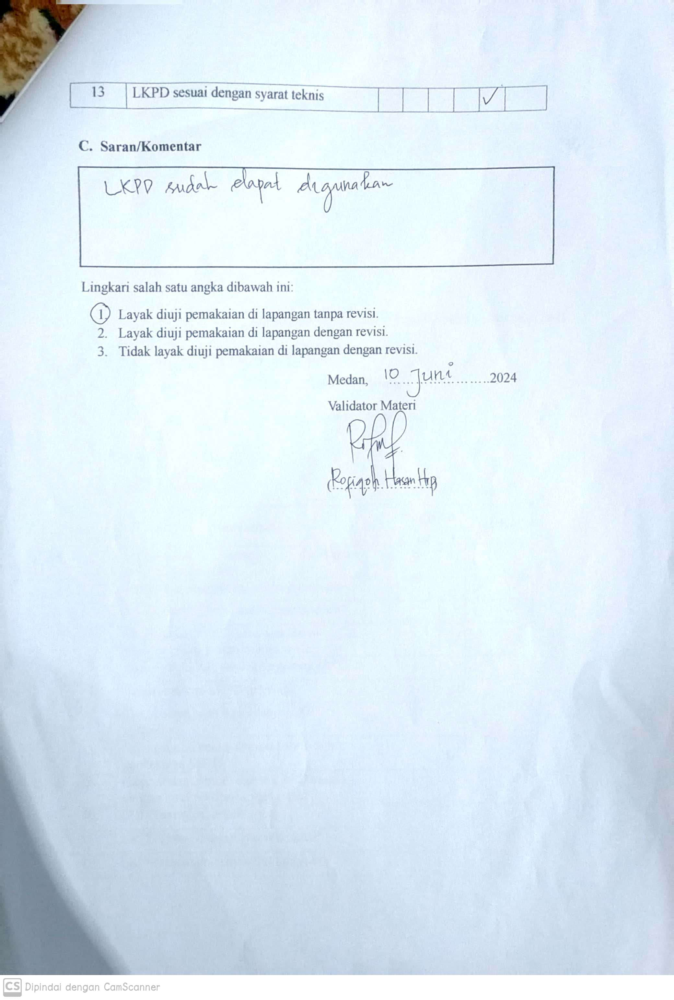 13 LKPD sesuai dengan syarat teknis ✓
C. Saran/Komentar
LKPD sudah dapat digunakan
Lingkari salah satu angka dibawah ini:
1. Layak diuji pemakaian di lapangan tanpa revisi.
2. Layak diuji pemakaian di lapangan dengan revisi.
3. Tidak layak diuji pemakaian di lapangan dengan revisi.
Medan, 10 Juni 2024
Validator Materi
(Rofiqoh Hasan Hrp
CS Dipindai dengan CamScanner